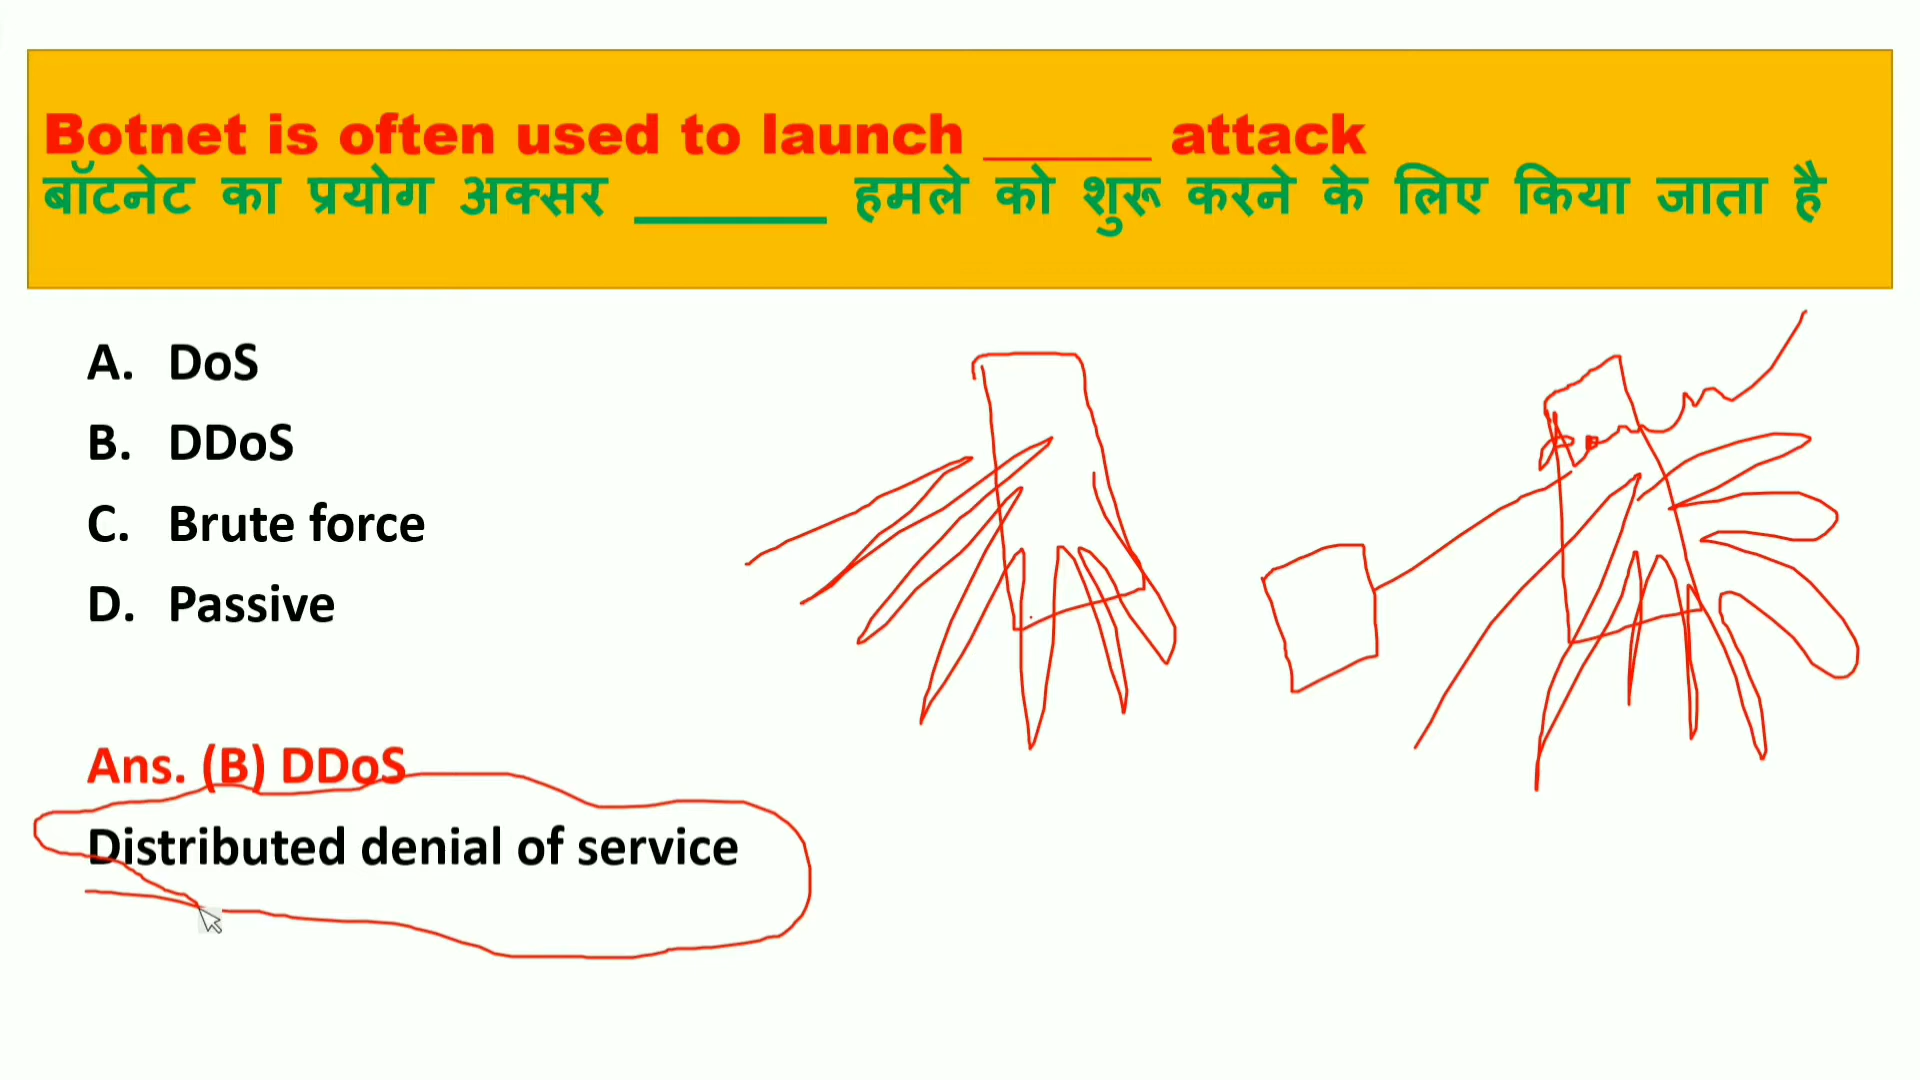 Botnet is often used to launch ______ attack
बॉटनेट का प्रयोग अक्सर ______ हमले को शुरू करने के लिए किया जाता है
A. DoS
B. DDoS
C. Brute force
D. Passive
Ans. (B) DDoS
Distributed denial of service